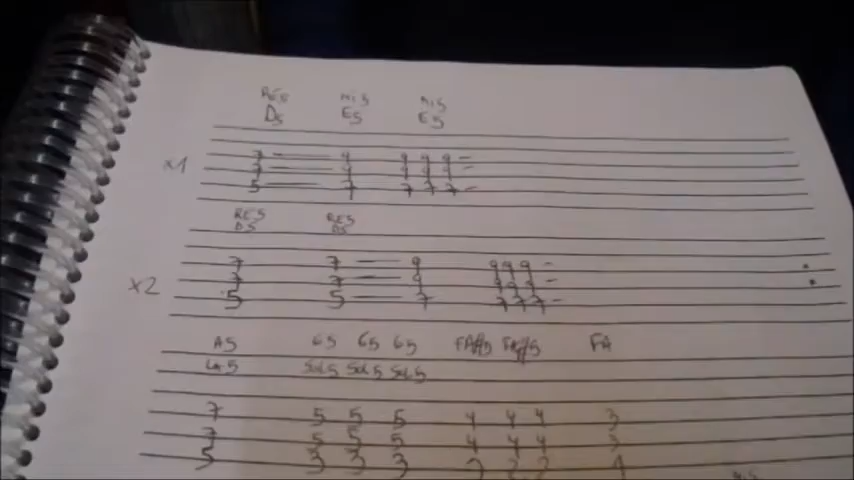 RE5 Mi5 Mi5
D5 E5 E5
7 — 9 9 9 9 –
x1 7 — 9 9 9 9 –
5 — 7 7 7 7 –
RE5 RE5
D5 D5
7 7 — 9 9 9 9 –
x2 7 7 — 9 9 9 9 –
5 5 — 7 7 7 7 –
A5 G5 G5 G5 FA#5 FA#5 FA
LA5 Sol5 Sol5 Sol5
7 5 5 5 4 4 4 3
7 5 5 5 4 4 4 3
5 3 3 3 2 2 2